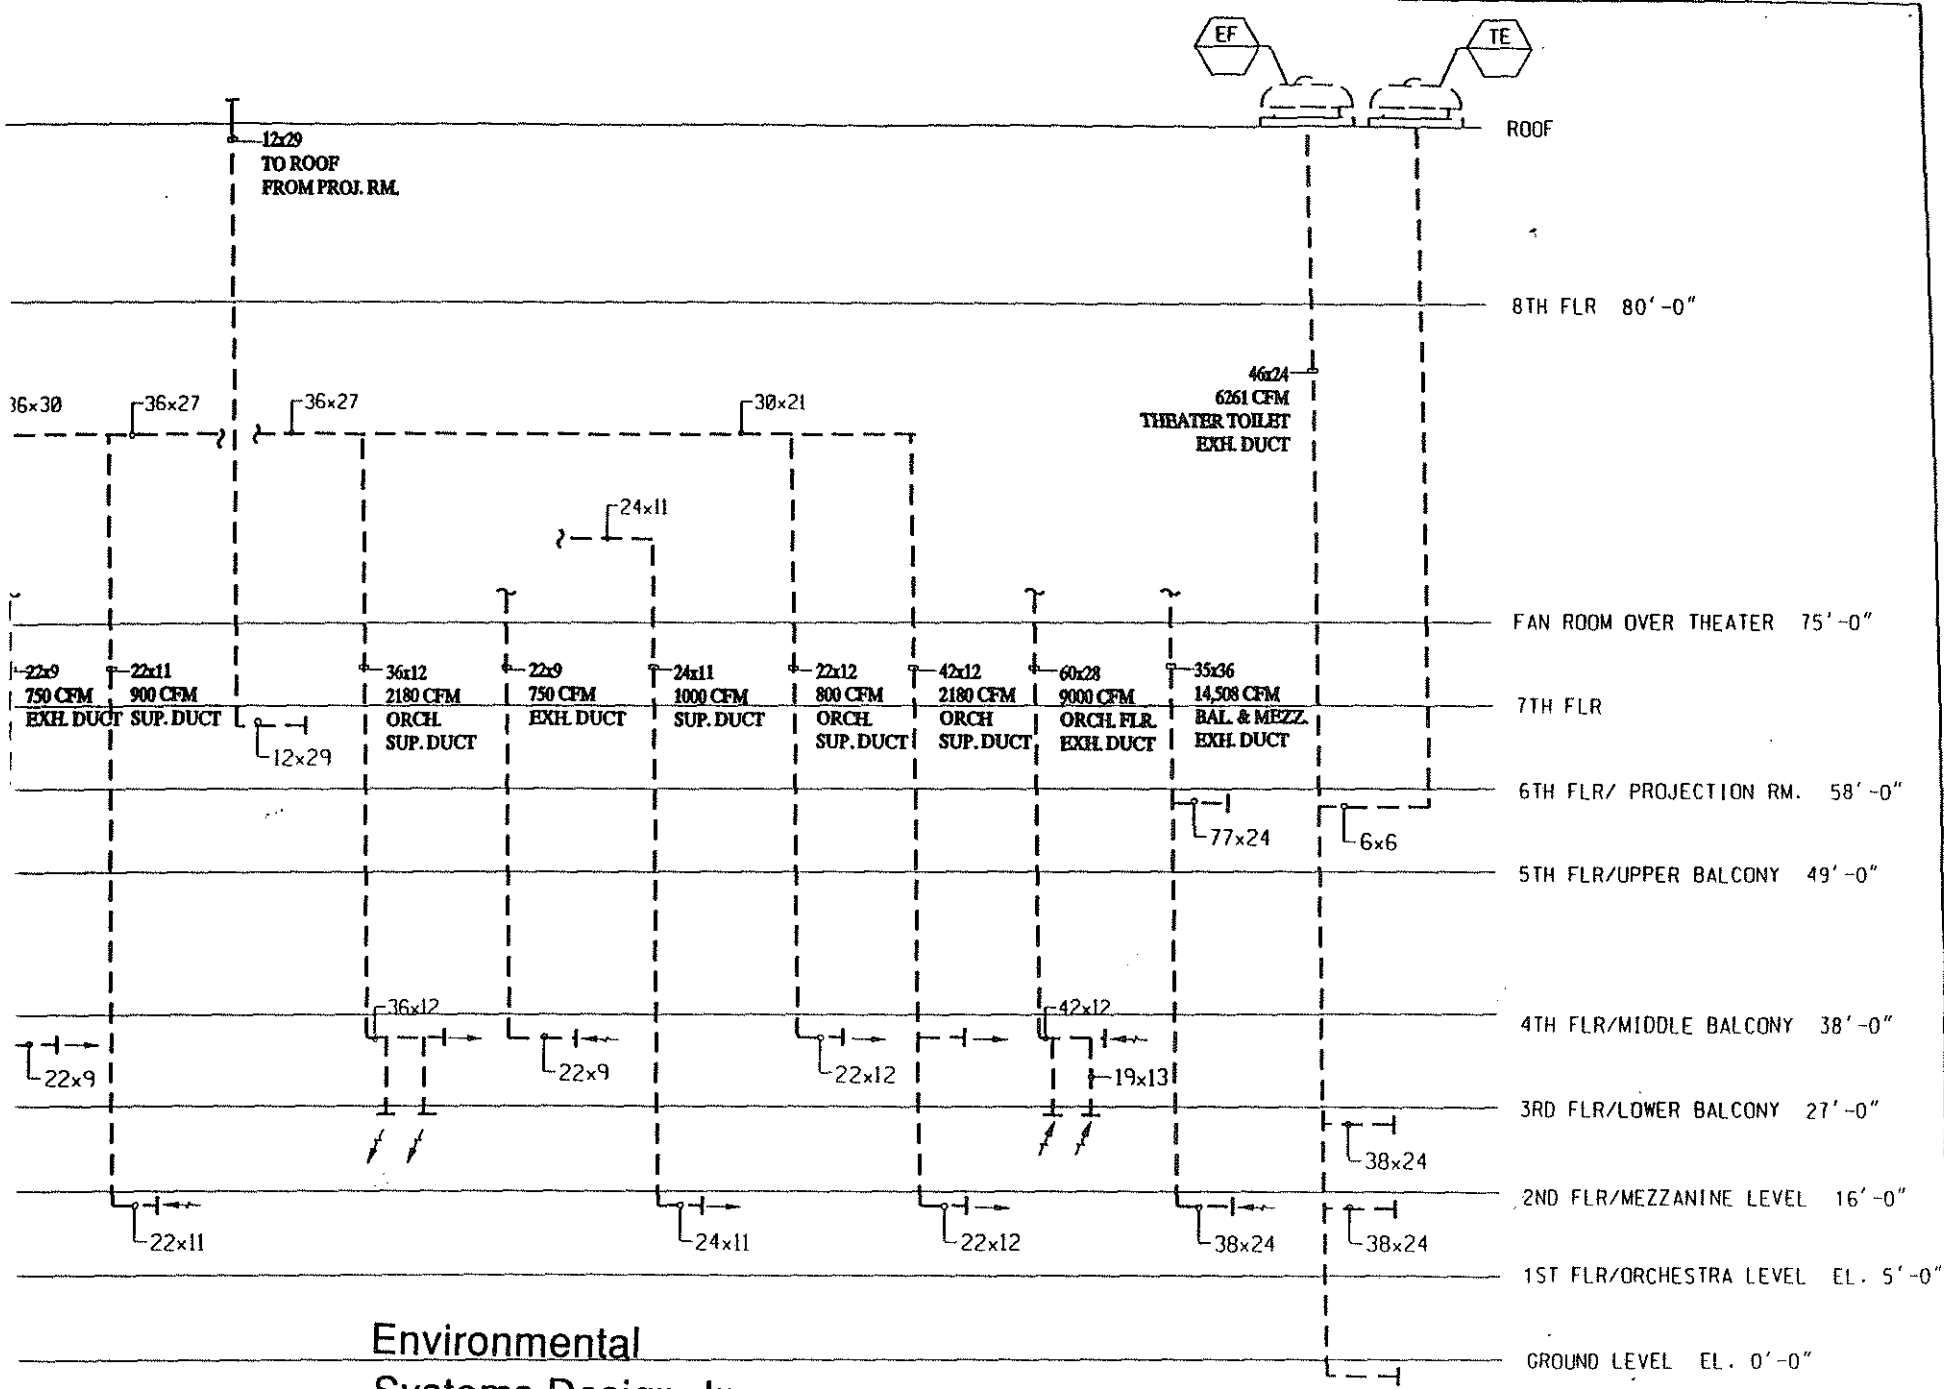 EF
TE
ROOF
12x29
TO ROOF
FROM PROJ. RM.
8TH FLR 80'-0"
46x24
6261 CFM
THEATER TOILET
EXH. DUCT
36x30
36x27
36x27
30x21
24x11
FAN ROOM OVER THEATER 75'-0"
22x9
750 CFM
EXH. DUCT
22x11
900 CFM
SUP. DUCT
36x12
2180 CFM
ORCH.
SUP. DUCT
22x9
750 CFM
EXH. DUCT
24x11
1000 CFM
SUP. DUCT
22x12
800 CFM
ORCH.
SUP. DUCT
42x12
2180 CFM
ORCH
SUP. DUCT
60x28
9000 CFM
ORCH. FLR.
EXH. DUCT
35x36
14,508 CFM
BAL. & MEZZ.
EXH. DUCT
7TH FLR
12x29
6TH FLR/ PROJECTION RM. 58'-0"
77x24
6x6
5TH FLR/UPPER BALCONY 49'-0"
36x12
42x12
4TH FLR/MIDDLE BALCONY 38'-0"
22x9
22x9
22x12
19x13
3RD FLR/LOWER BALCONY 27'-0"
38x24
2ND FLR/MEZZANINE LEVEL 16'-0"
22x11
24x11
22x12
38x24
38x24
1ST FLR/ORCHESTRA LEVEL EL. 5'-0"
Environmental
GROUND LEVEL EL. 0'-0"
Systems Design